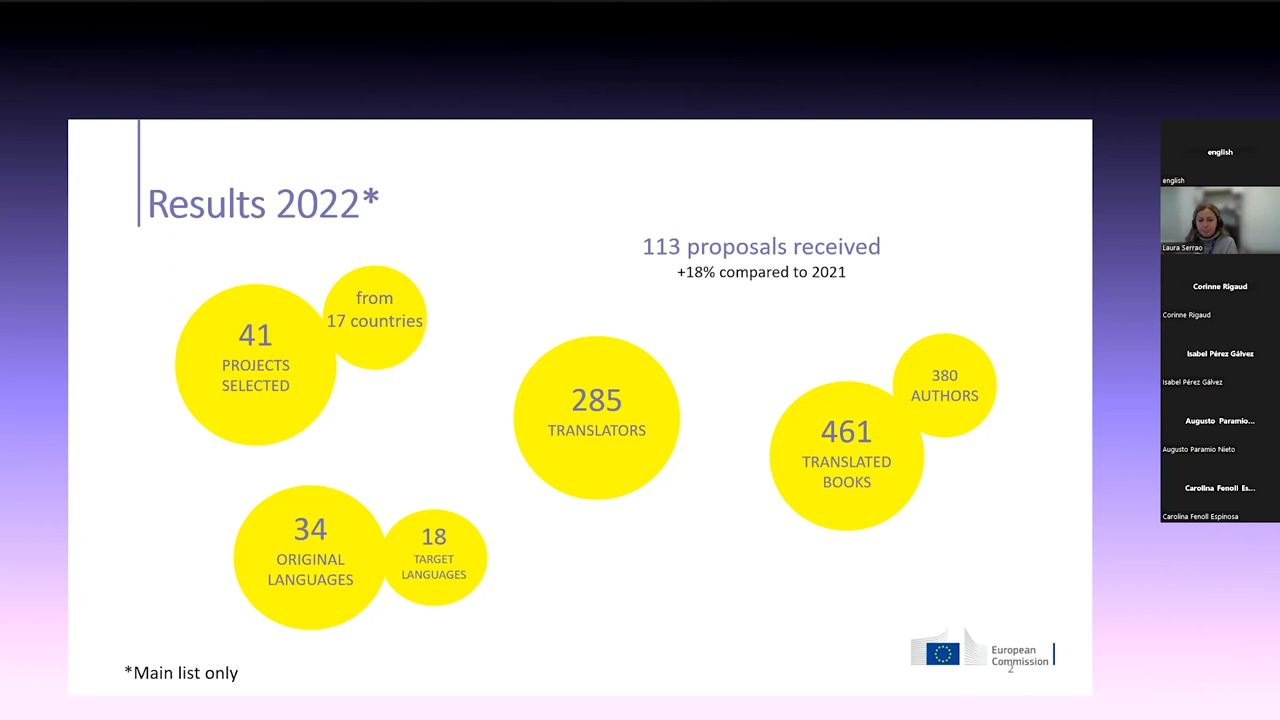 Results 2022*
113 proposals received
+18% compared to 2021
41
PROJECTS
SELECTED
from
17 countries
285
TRANSLATORS
461
TRANSLATED
BOOKS
380
AUTHORS
34
ORIGINAL
LANGUAGES
18
TARGET
LANGUAGES
*Main list only
European
Commission
2
english
english
Laura Serrao
Corinne Rigaud
Corinne Rigaud
Isabel Pérez Gálvez
Isabel Pérez Gálvez
Augusto Paramio...
Augusto Paramio Nieto
Carolina Fenoll Es...
Carolina Fenoll Espinosa